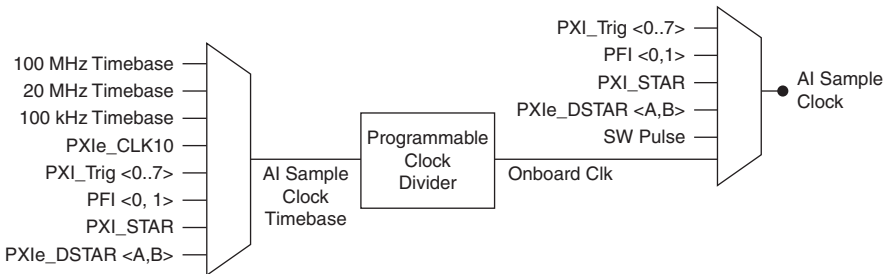 100 MHz Timebase
20 MHz Timebase
100 kHz Timebase
PXIe_CLK10
PXI_Trig <0..7>
PFI <0, 1>
PXI_STAR
PXIe_DSTAR <A,B>
AI Sample
Clock
Timebase
Programmable
Clock
Divider
Onboard Clk
PXI_Trig <0..7>
PFI <0,1>
PXI_STAR
PXIe_DSTAR <A,B>
SW Pulse
AI Sample
Clock